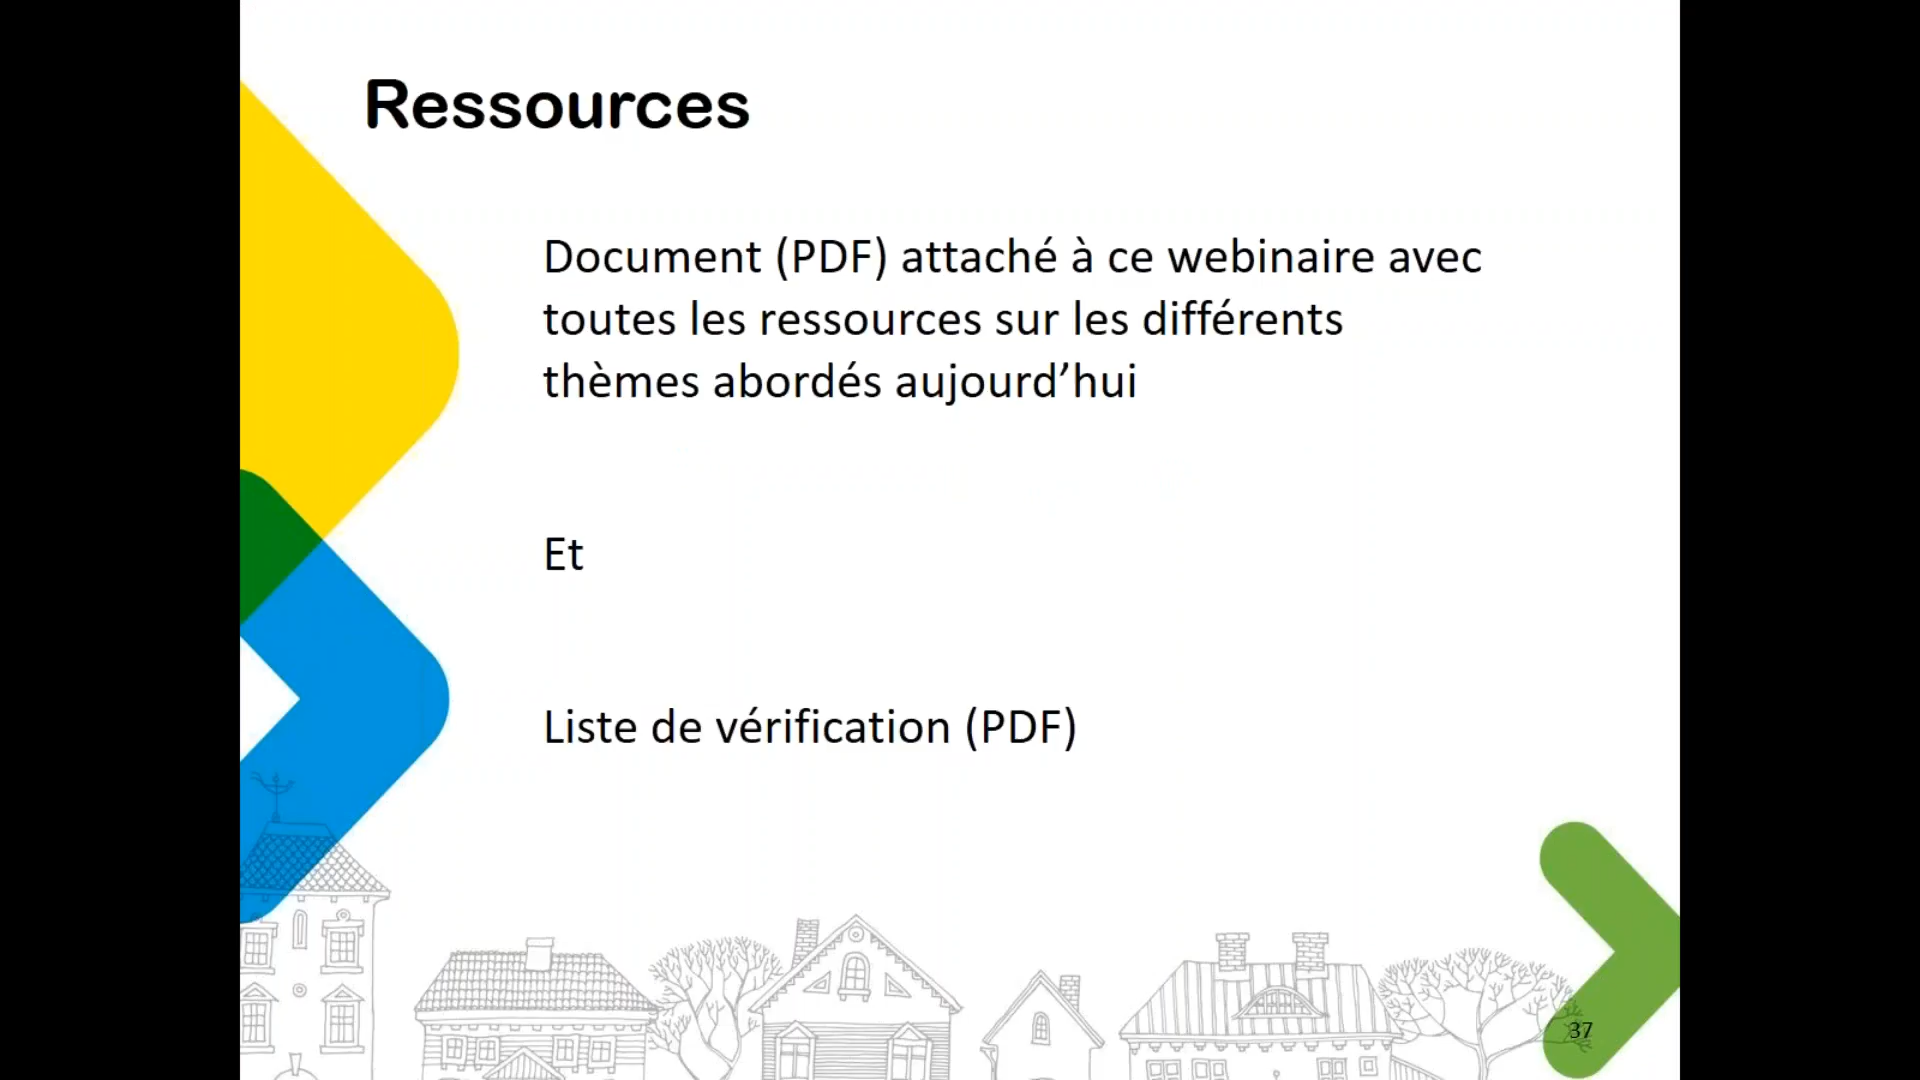 Ressources
Document (PDF) attaché à ce webinaire avec
toutes les ressources sur les différents
thèmes abordés aujourd’hui
Et
Liste de vérification (PDF)
37